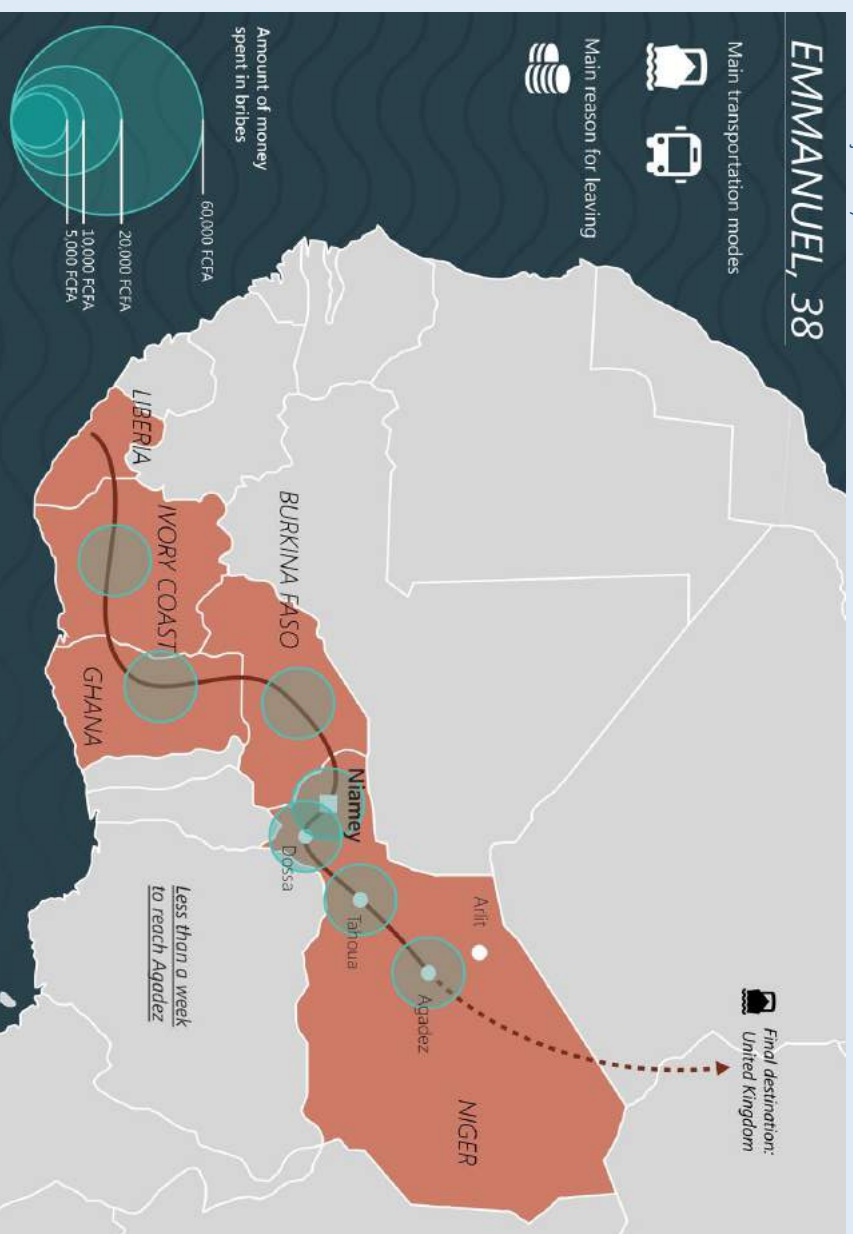 EMMANUEL, 38
Main transportation modes
Main reason for leaving
Amount of money
spent in bribes
60,000 FCFA
20,000 FCFA
10,000 FCFA
5,000 FCFA
Final destination:
United Kingdom
Arlit
Agadez
NIGER
Tahoua
Niamey
Dossa
BURKINA FASO
Less than a week
to reach Agadez
LIBERIA
IVORY COAST
GHANA